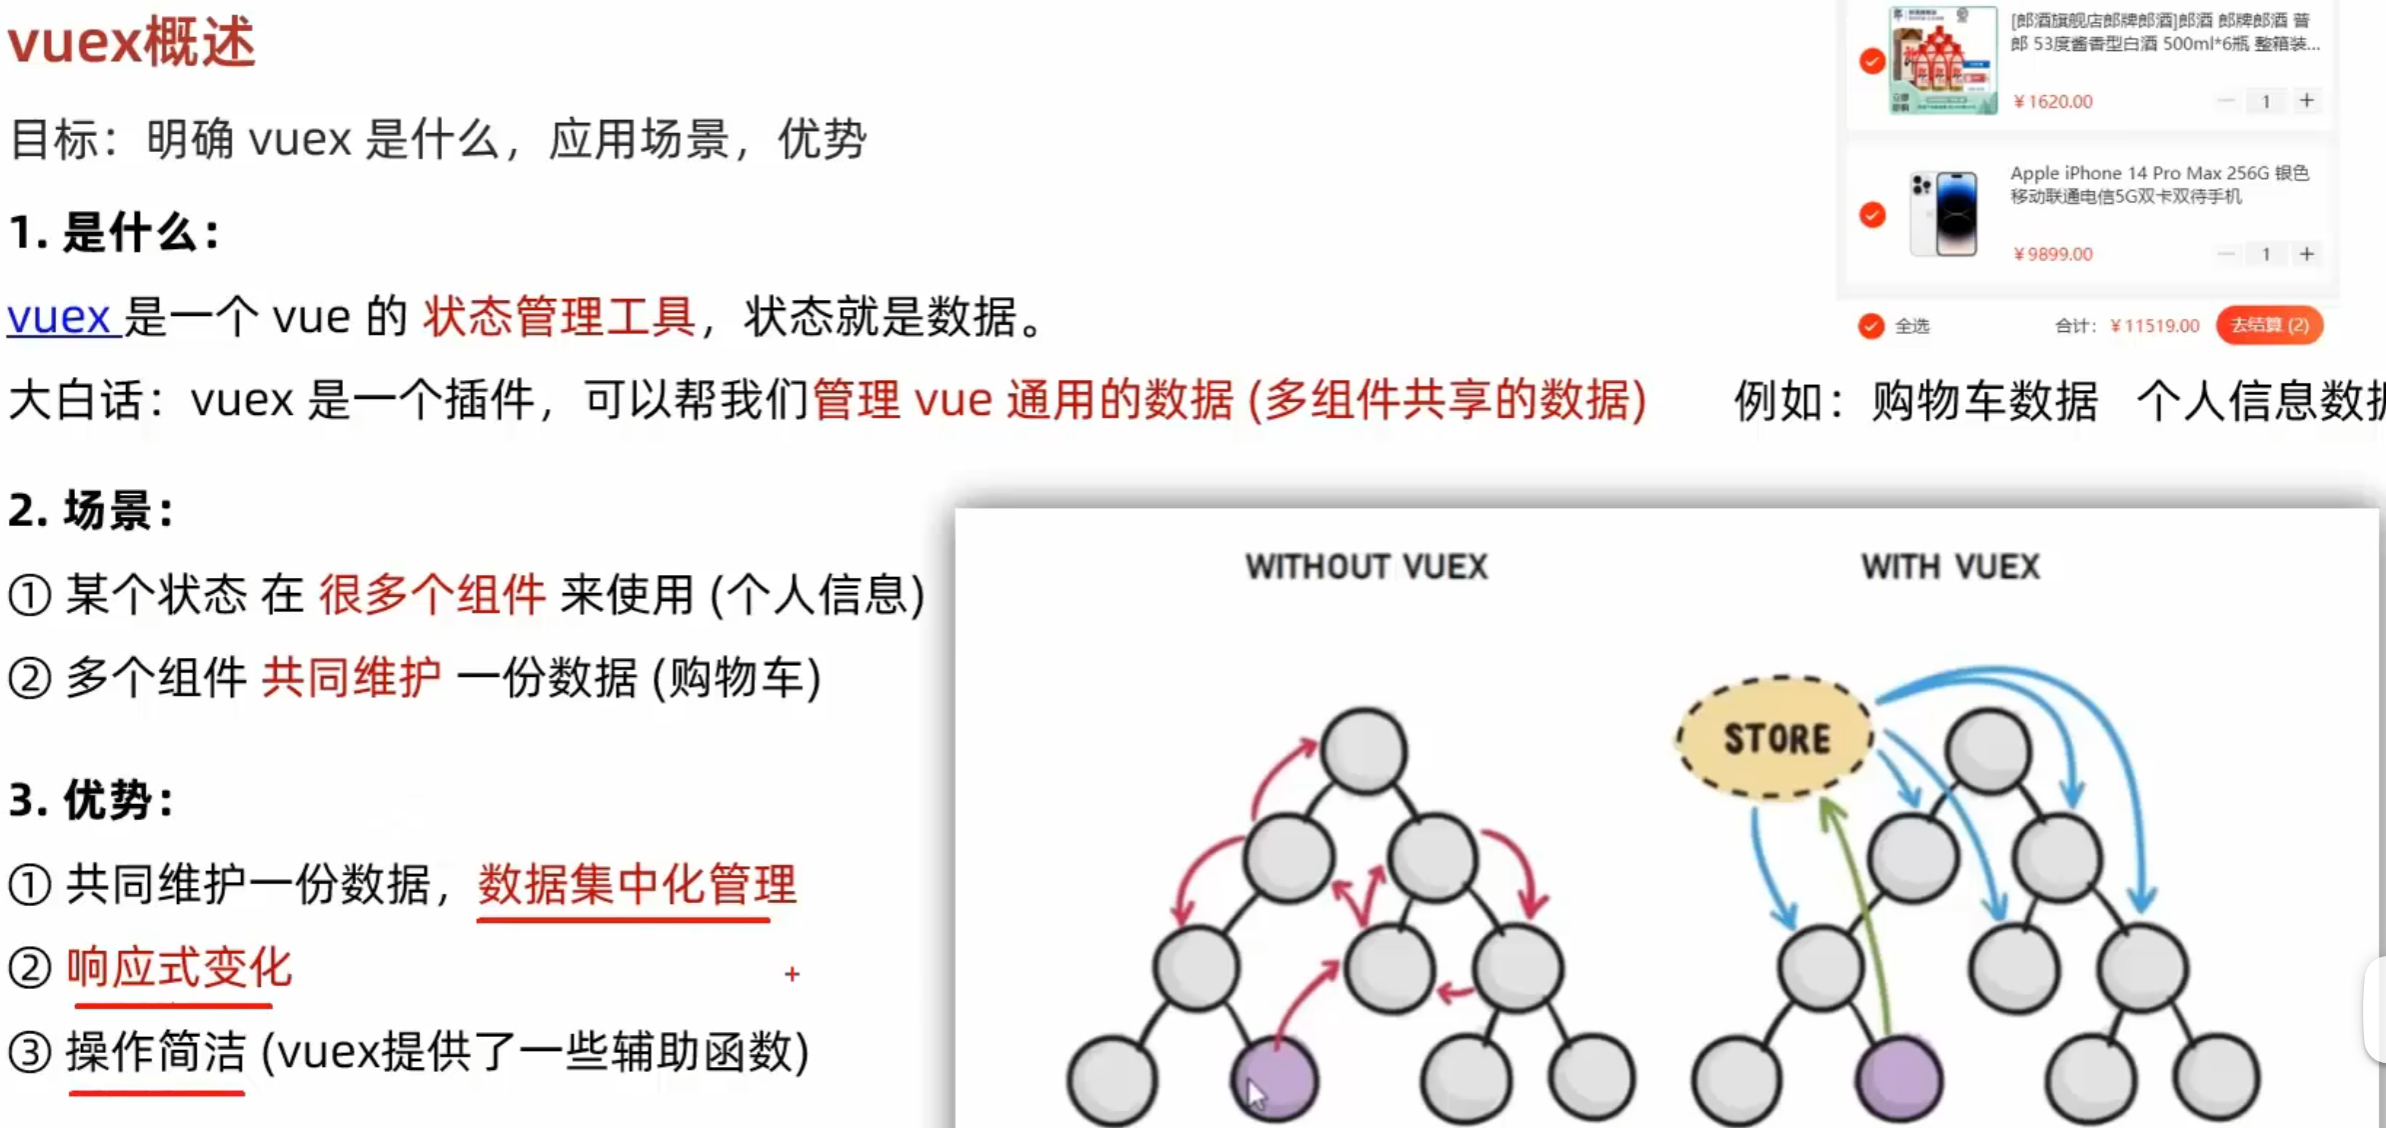 vuex概述
目标：明确 vuex 是什么，应用场景，优势
1. 是什么：
vuex 是一个 vue 的 状态管理工具，状态就是数据。
大白话：vuex 是一个插件，可以帮我们管理 vue 通用的数据 (多组件共享的数据)
例如：购物车数据 个人信息数据
2. 场景：
① 某个状态 在 很多个组件 来使用 (个人信息)
② 多个组件 共同维护 一份数据 (购物车)
3. 优势：
① 共同维护一份数据，数据集中化管理
② 响应式变化
③ 操作简洁 (vuex提供了一些辅助函数)
[郎酒旗舰店郎牌郎酒]郎酒 郎牌郎酒 普
郎 53度酱香型白酒 500ml*6瓶 整箱装...
￥1620.00
— 1 +
Apple iPhone 14 Pro Max 256G 银色
移动联通电信5G双卡双待手机
￥9899.00
— 1 +
全选 合计：￥11519.00 去结算 (2)
WITHOUT VUEX
WITH VUEX
STORE